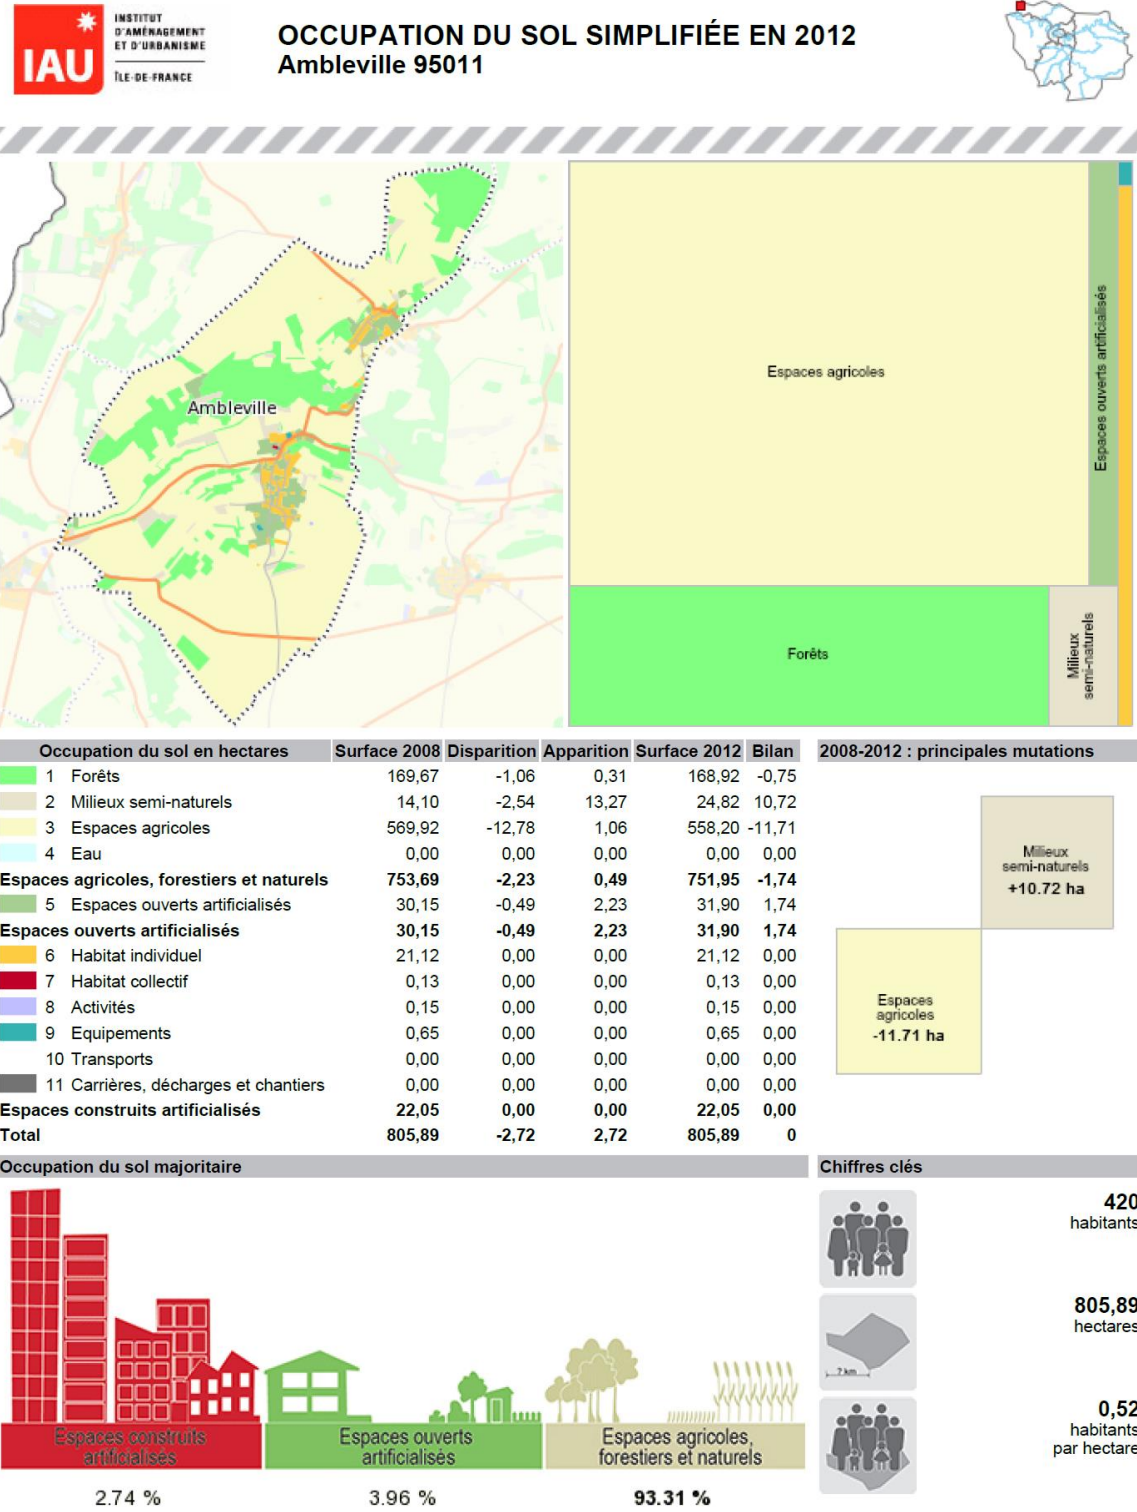 INSTITUT
D'AMÉNAGEMENT
ET D'URBANISME
IAU
ÎLE-DE-FRANCE
OCCUPATION DU SOL SIMPLIFIÉE EN 2012
Ambleville 95011
Ambleville
Espaces agricoles
Espaces ouverts artificialisés
Forêts
Milieux
semi-naturels
Occupation du sol en hectares Surface 2008 Disparition Apparition Surface 2012 Bilan
1 Forêts 169,67 -1,06 0,31 168,92 -0,75
2 Milieux semi-naturels 14,10 -2,54 13,27 24,82 10,72
3 Espaces agricoles 569,92 -12,78 1,06 558,20 -11,71
4 Eau 0,00 0,00 0,00 0,00 0,00
Espaces agricoles, forestiers et naturels 753,69 -2,23 0,49 751,95 -1,74
5 Espaces ouverts artificialisés 30,15 -0,49 2,23 31,90 1,74
Espaces ouverts artificialisés 30,15 -0,49 2,23 31,90 1,74
6 Habitat individuel 21,12 0,00 0,00 21,12 0,00
7 Habitat collectif 0,13 0,00 0,00 0,13 0,00
8 Activités 0,15 0,00 0,00 0,15 0,00
9 Equipements 0,65 0,00 0,00 0,65 0,00
10 Transports 0,00 0,00 0,00 0,00 0,00
11 Carrières, décharges et chantiers 0,00 0,00 0,00 0,00 0,00
Espaces construits artificialisés 22,05 0,00 0,00 22,05 0,00
Total 805,89 -2,72 2,72 805,89 0
2008-2012 : principales mutations
Milieux
semi-naturels
+10.72 ha
Espaces
agricoles
-11.71 ha
Occupation du sol majoritaire
Espaces construits
artificialisés
2.74 %
Espaces ouverts
artificialisés
3.96 %
Espaces agricoles,
forestiers et naturels
93.31 %
Chiffres clés
420
habitants
? km
805,89
hectares
0,52
habitants
par hectare